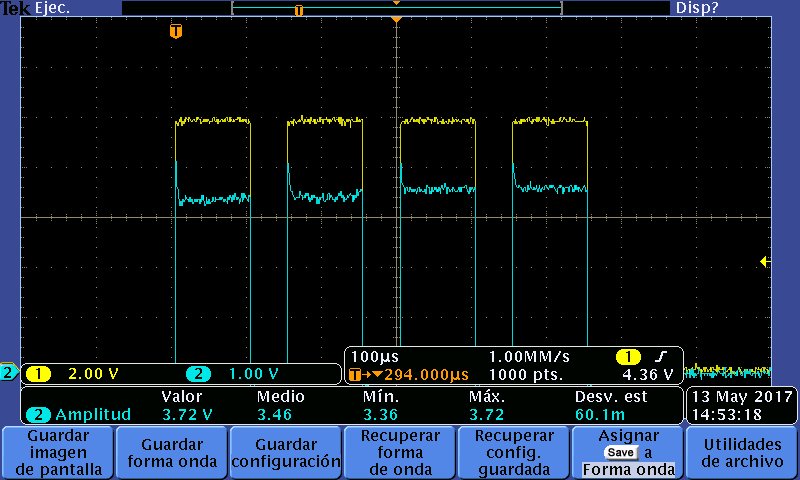 Tek Ejec. Disp?
T
T
2
1 2.00 V 2 1.00 V
100µs 1.00MM/s 1 
T→▼294.000µs 1000 pts. 4.36 V
Valor Medio Mín. Máx. Desv. est
2 Amplitud 3.72 V 3.46 3.36 3.72 60.1m
13 May 2017
14:53:18
Guardar
imagen
de pantalla
Guardar
forma onda
Guardar
configuración
Recuperar
forma
de onda
Recuperar
config.
guardada
Asignar
Save a
Forma onda
Utilidades
de archivo